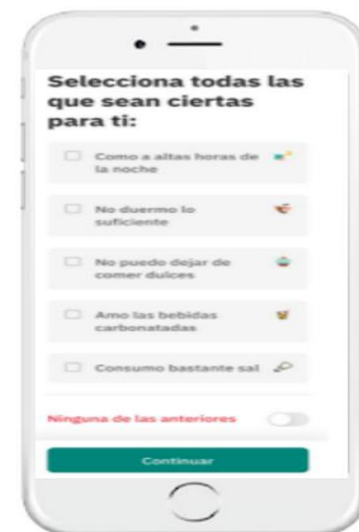 Selecciona todas las
que sean ciertas
para ti:
Como a altas horas de
la noche
No duermo lo
suficiente
No puedo dejar de
comer dulces
Amo las bebidas
carbonatadas
Consumo bastante sal
Ninguna de las anteriores
Continuar